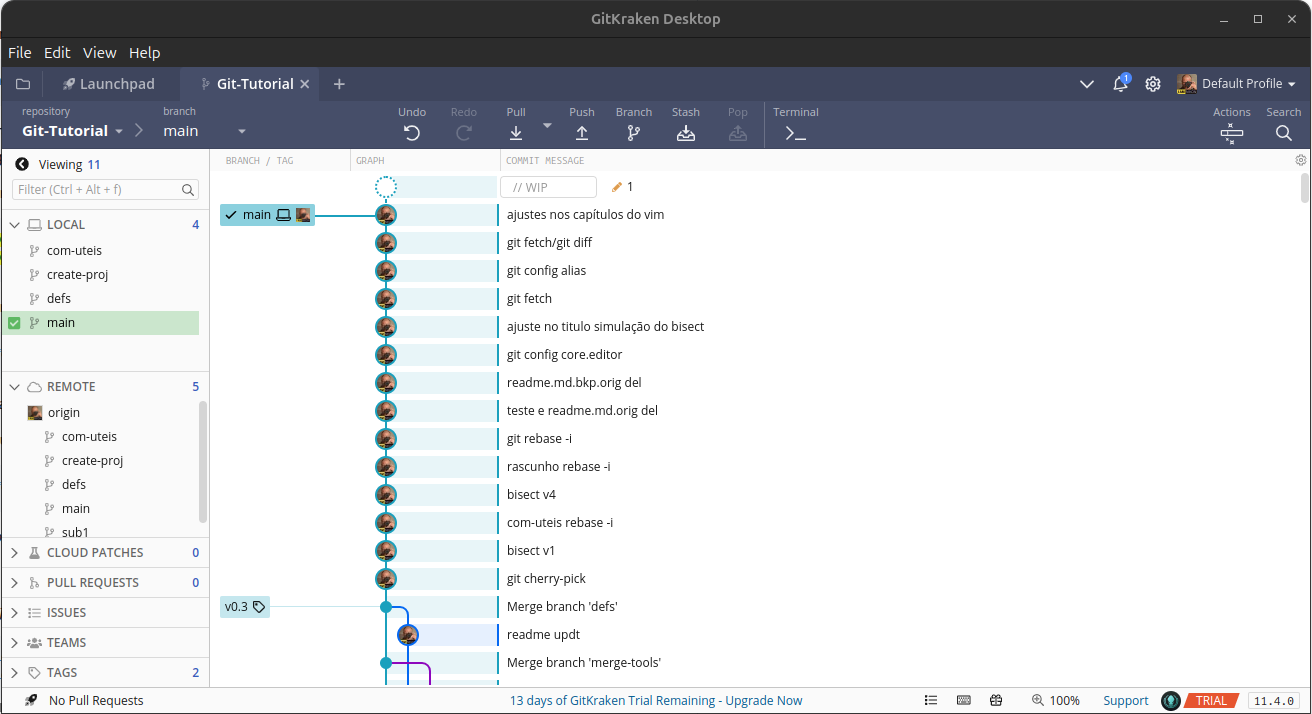 GitKraken Desktop
File Edit View Help
Launchpad
Git-Tutorial
1
Default Profile
repository
Git-Tutorial
branch
main
Undo
Redo
Pull
Push
Branch
Stash
Pop
Terminal
Actions
Search
Viewing 11
Filter (Ctrl + Alt + f)
LOCAL 4
com-uteis
create-proj
defs
main
REMOTE 5
origin
com-uteis
create-proj
defs
main
sub1
CLOUD PATCHES 0
PULL REQUESTS 0
ISSUES
TEAMS
TAGS 2
BRANCH / TAG GRAPH COMMIT MESSAGE
// WIP 1
main ajustes nos capítulos do vim
git fetch/git diff
git config alias
git fetch
ajuste no titulo simulação do bisect
git config core.editor
readme.md.bkp.orig del
teste e readme.md.orig del
git rebase -i
rascunho rebase -i
bisect v4
com-uteis rebase -i
bisect v1
git cherry-pick
v0.3 Merge branch 'defs'
readme updt
Merge branch 'merge-tools'
No Pull Requests
13 days of GitKraken Trial Remaining - Upgrade Now
100%
Support
TRIAL
11.4.0